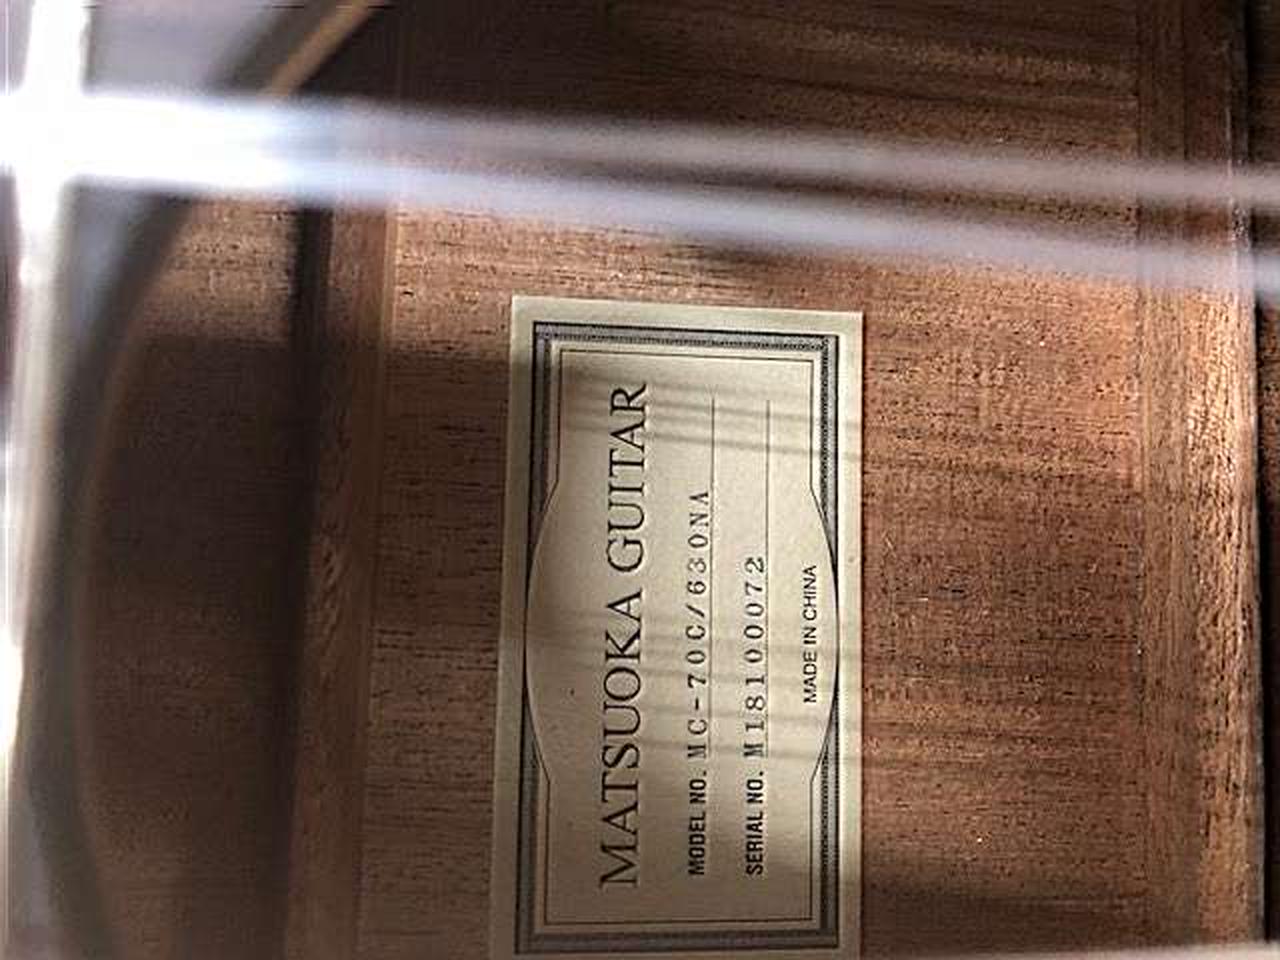 MATSUOKA GUITAR
MODEL NO. MC-70C/630NA
SERIAL NO. M18100072
MADE IN CHINA